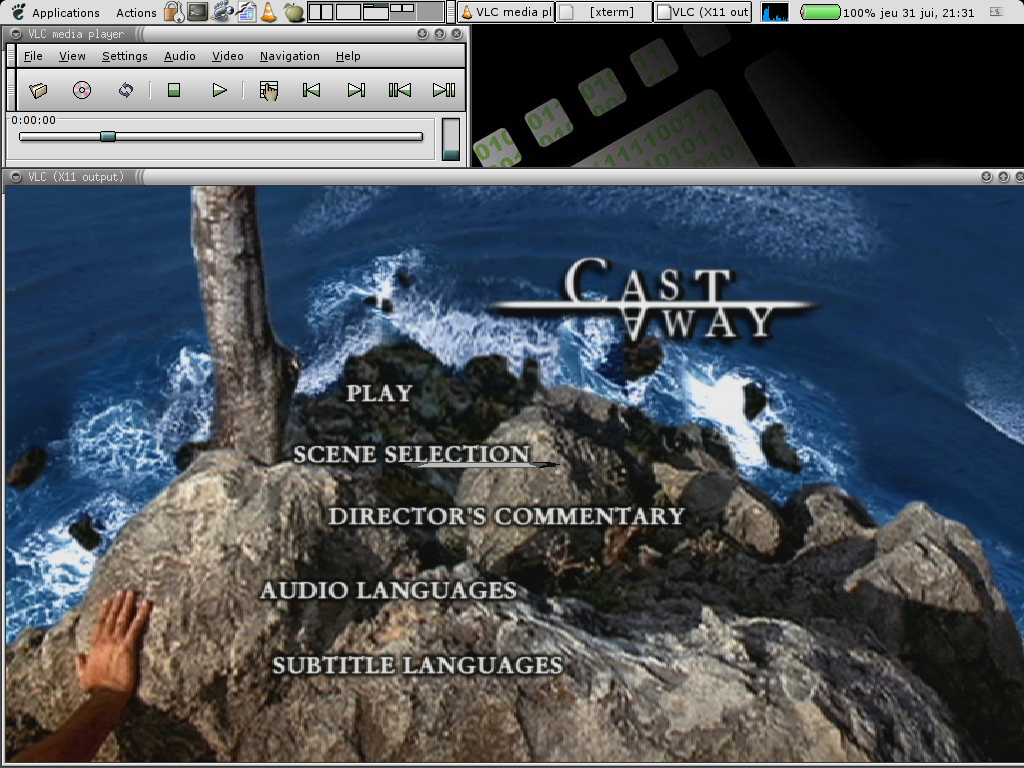 Applications Actions VLC media pl [xterm] VLC (X11 out 100% jeu 31 jui, 21:31
VLC media player
File View Settings Audio Video Navigation Help
0:00:00
VLC (X11 output)
CAST
AWAY
PLAY
SCENE SELECTION
DIRECTOR'S COMMENTARY
AUDIO LANGUAGES
SUBTITLE LANGUAGES